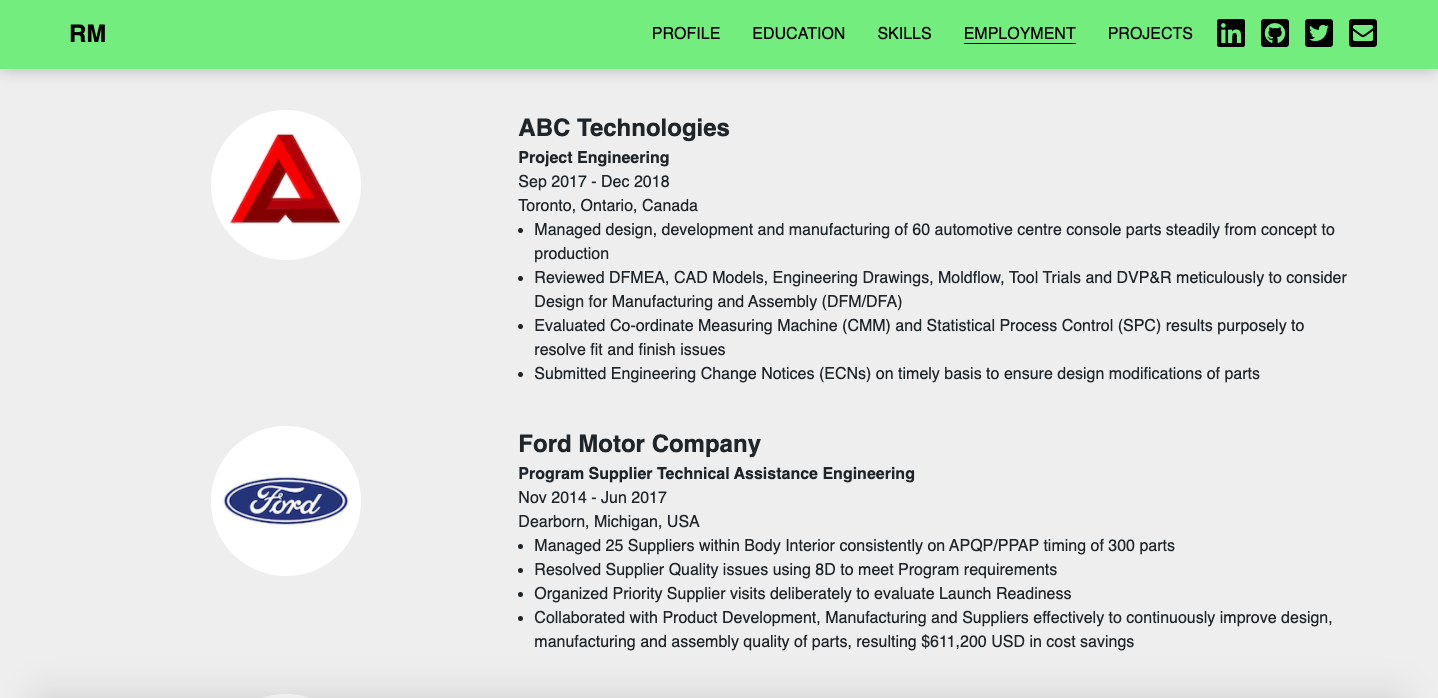 RM
PROFILE EDUCATION SKILLS EMPLOYMENT PROJECTS
ABC Technologies
Project Engineering
Sep 2017 - Dec 2018
Toronto, Ontario, Canada
• Managed design, development and manufacturing of 60 automotive centre console parts steadily from concept to
production
• Reviewed DFMEA, CAD Models, Engineering Drawings, Moldflow, Tool Trials and DVP&R meticulously to consider
Design for Manufacturing and Assembly (DFM/DFA)
• Evaluated Co-ordinate Measuring Machine (CMM) and Statistical Process Control (SPC) results purposely to
resolve fit and finish issues
• Submitted Engineering Change Notices (ECNs) on timely basis to ensure design modifications of parts
Ford
Ford Motor Company
Program Supplier Technical Assistance Engineering
Nov 2014 - Jun 2017
Dearborn, Michigan, USA
• Managed 25 Suppliers within Body Interior consistently on APQP/PPAP timing of 300 parts
• Resolved Supplier Quality issues using 8D to meet Program requirements
• Organized Priority Supplier visits deliberately to evaluate Launch Readiness
• Collaborated with Product Development, Manufacturing and Suppliers effectively to continuously improve design,
manufacturing and assembly quality of parts, resulting $611,200 USD in cost savings